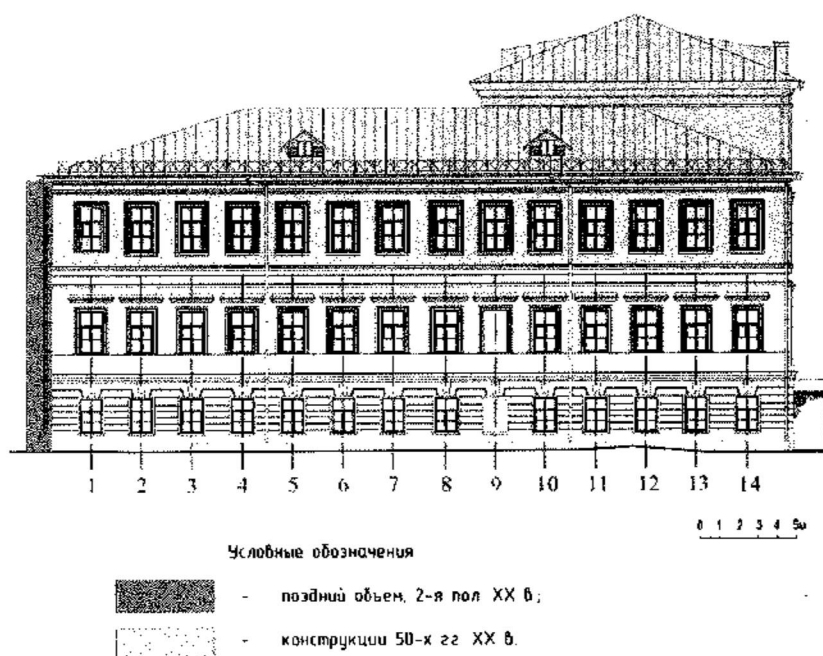 1 2 3 4 5 6 7 8 9 10 11 12 13 14
0 1 2 3 4 5м
Условные обозначения
- поздний объем, 2-я пол XX в;
- конструкции 50-х гг XX в.